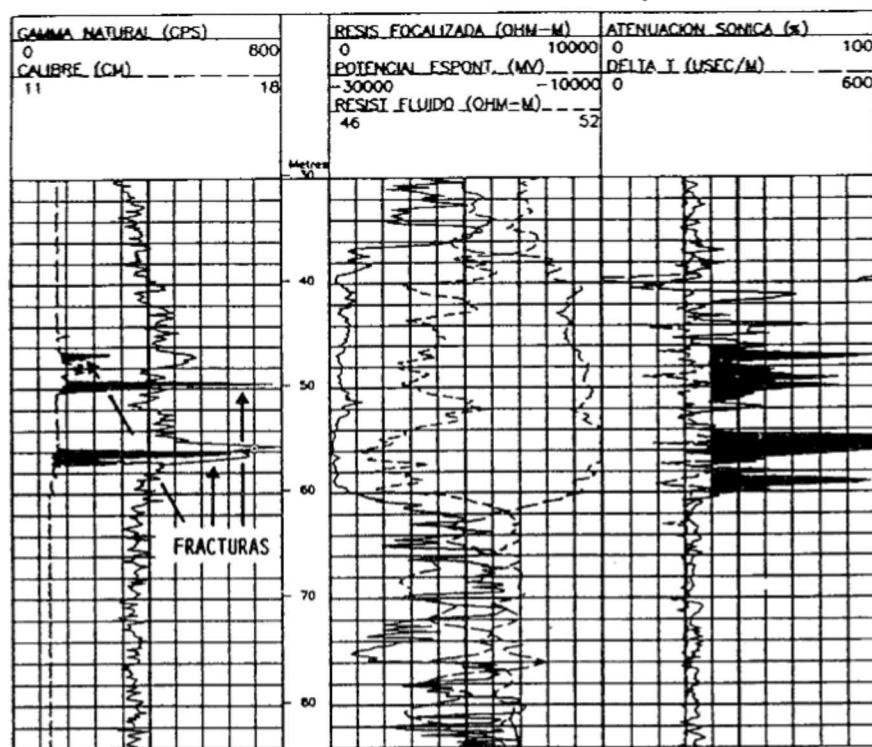 GAMMA NATURAL (CPS)
0 800
CALIBRE (CM)
11 18
RESIS FOCALIZADA (OHM-M)
0 10000
POTENCIAL ESPONT. (MV)
-30000 -10000
RESIST FLUIDO (OHM-M)
46 52
ATENUACION SONICA (%)
0 100
DELTA T (USEC/M)
0 600
Metres
30
40
50
60
70
60
FRACTURAS